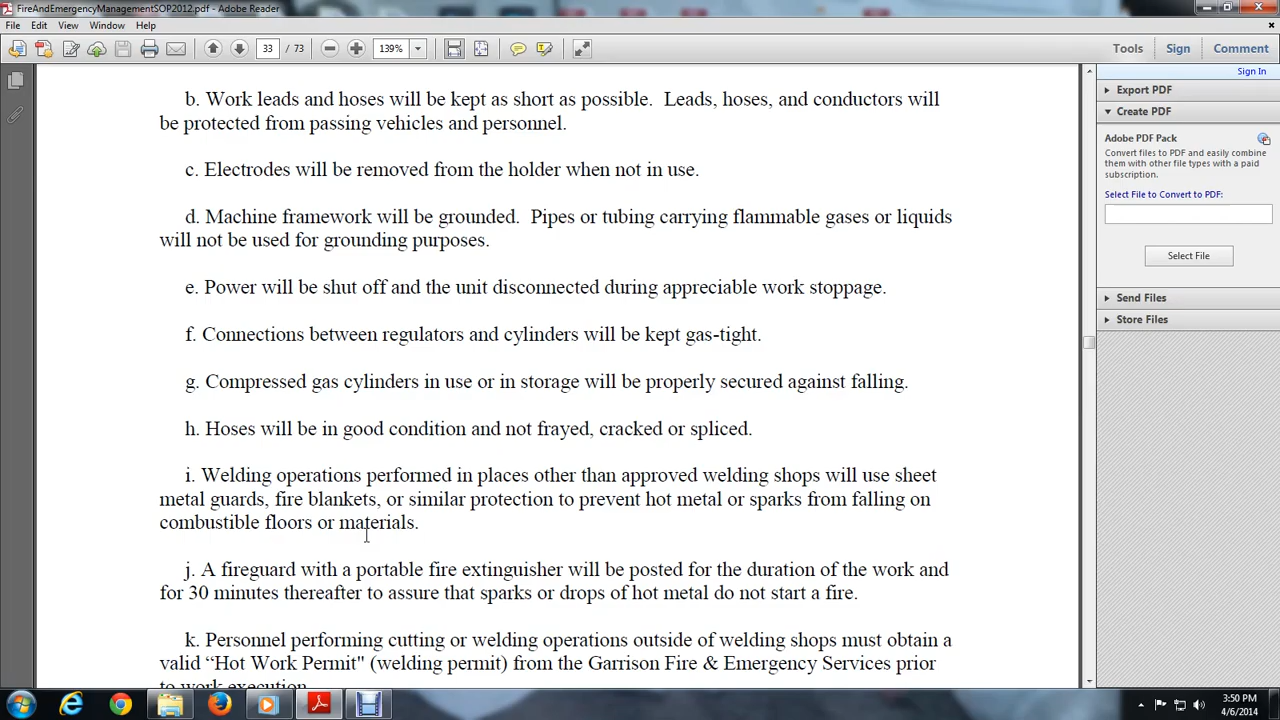 FireAndEmergencyManagementSOP2012.pdf - Adobe Reader
File Edit View Window Help
33 / 73 139% Tools Sign Comment
Sign In
Export PDF
Create PDF
Adobe PDF Pack
Convert files to PDF and easily combine
them with other file types with a paid
subscription.
Select File to Convert to PDF:
Select File
Send Files
Store Files
b. Work leads and hoses will be kept as short as possible. Leads, hoses, and conductors will
be protected from passing vehicles and personnel.
c. Electrodes will be removed from the holder when not in use.
d. Machine framework will be grounded. Pipes or tubing carrying flammable gases or liquids
will not be used for grounding purposes.
e. Power will be shut off and the unit disconnected during appreciable work stoppage.
f. Connections between regulators and cylinders will be kept gas-tight.
g. Compressed gas cylinders in use or in storage will be properly secured against falling.
h. Hoses will be in good condition and not frayed, cracked or spliced.
i. Welding operations performed in places other than approved welding shops will use sheet
metal guards, fire blankets, or similar protection to prevent hot metal or sparks from falling on
combustible floors or materials.
j. A fireguard with a portable fire extinguisher will be posted for the duration of the work and
for 30 minutes thereafter to assure that sparks or drops of hot metal do not start a fire.
k. Personnel performing cutting or welding operations outside of welding shops must obtain a
valid “Hot Work Permit" (welding permit) from the Garrison Fire & Emergency Services prior
to work execution.
3:50 PM
4/6/2014